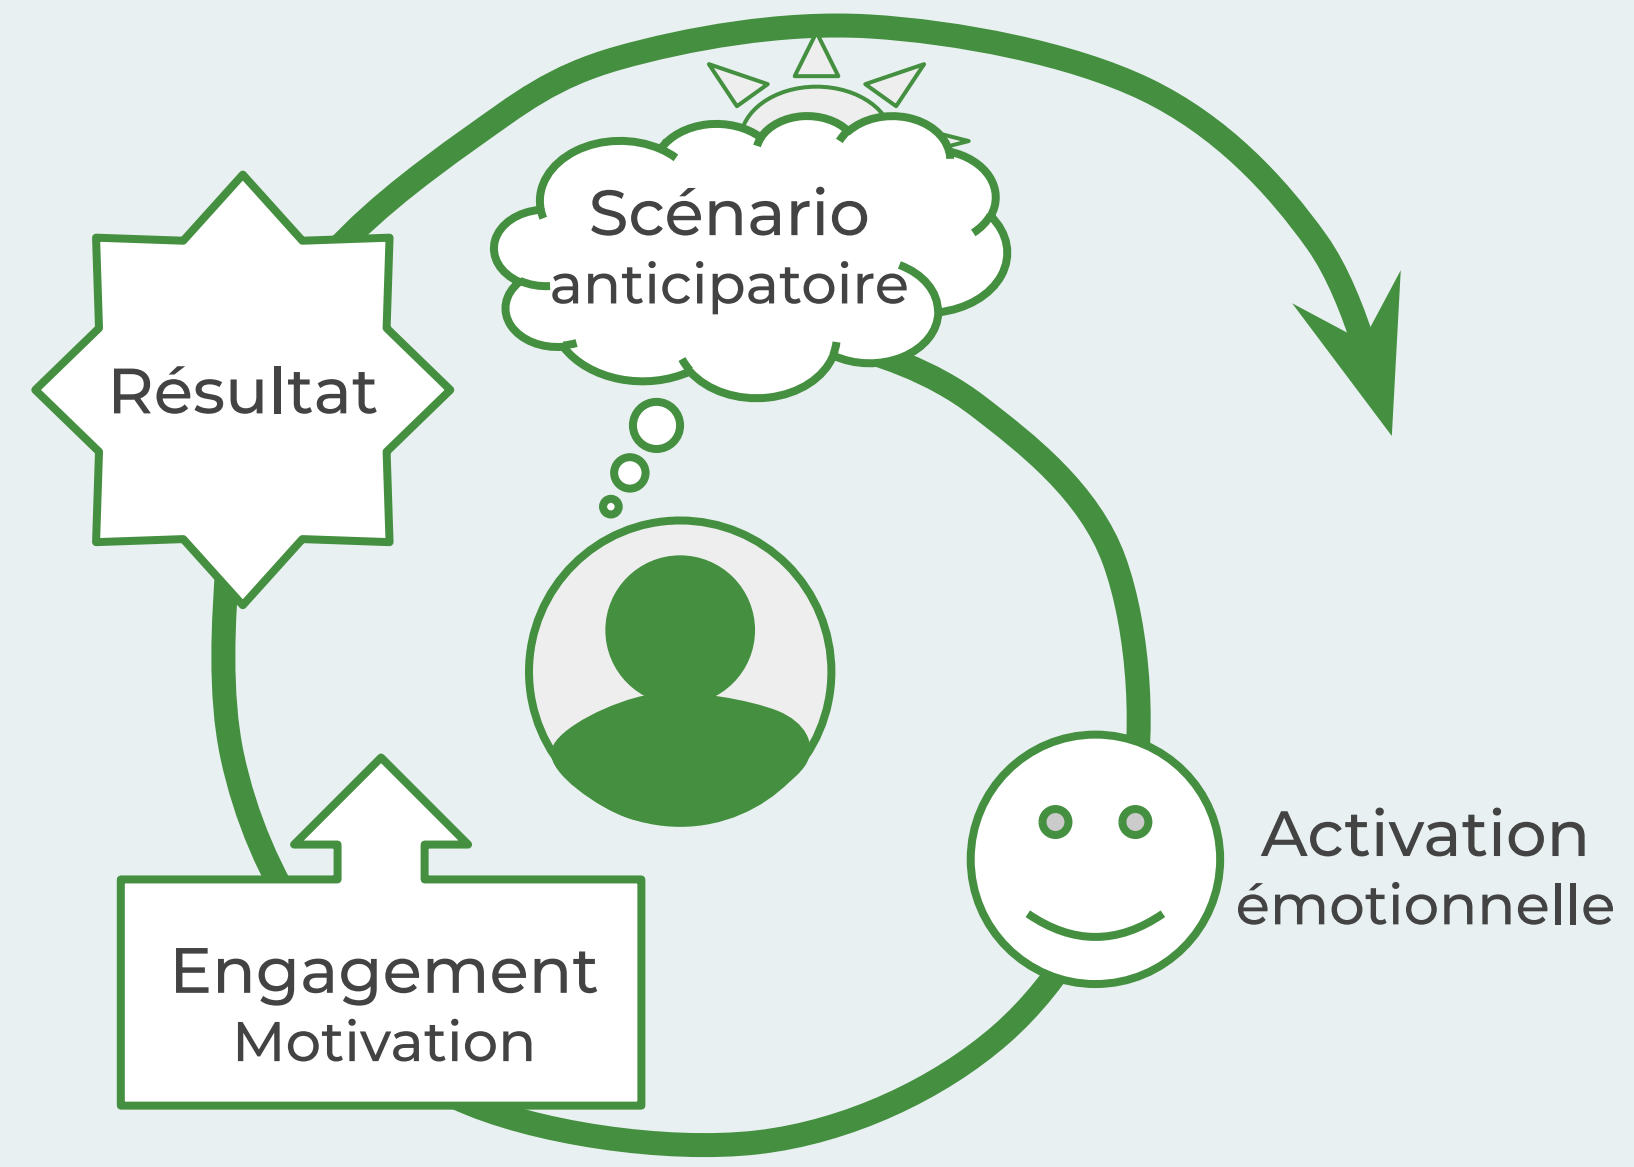 Scénario
anticipatoire
Résultat
Activation
émotionnelle
Engagement
Motivation